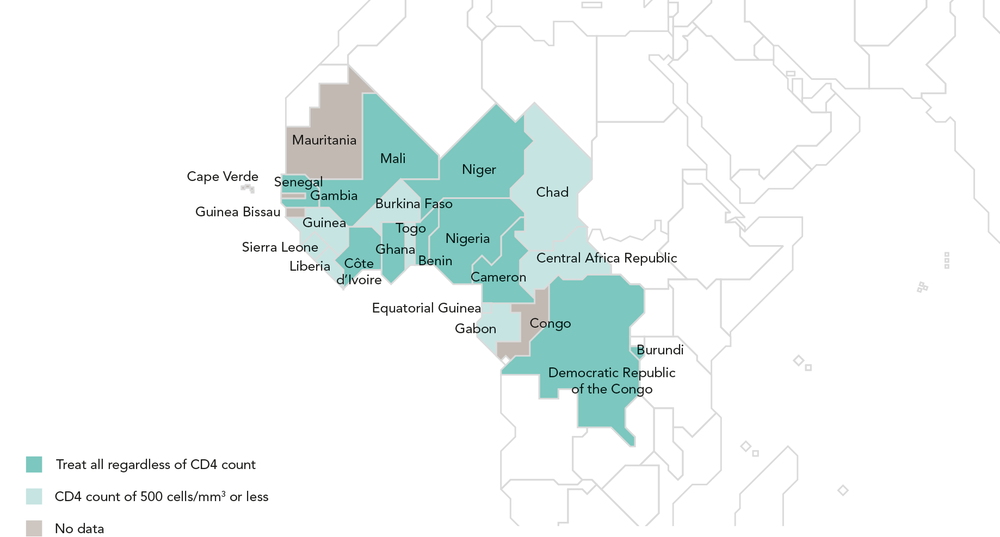 Mauritania
Mali
Niger
Cape Verde
Senegal
Chad
Gambia
Burkina Faso
Guinea Bissau
Guinea
Togo
Nigeria
Sierra Leone
Ghana
Central Africa Republic
Liberia
Côte
d’Ivoire
Benin
Cameron
Equatorial Guinea
Congo
Gabon
Burundi
Democratic Republic
of the Congo
Treat all regardless of CD4 count
CD4 count of 500 cells/mm³ or less
No data